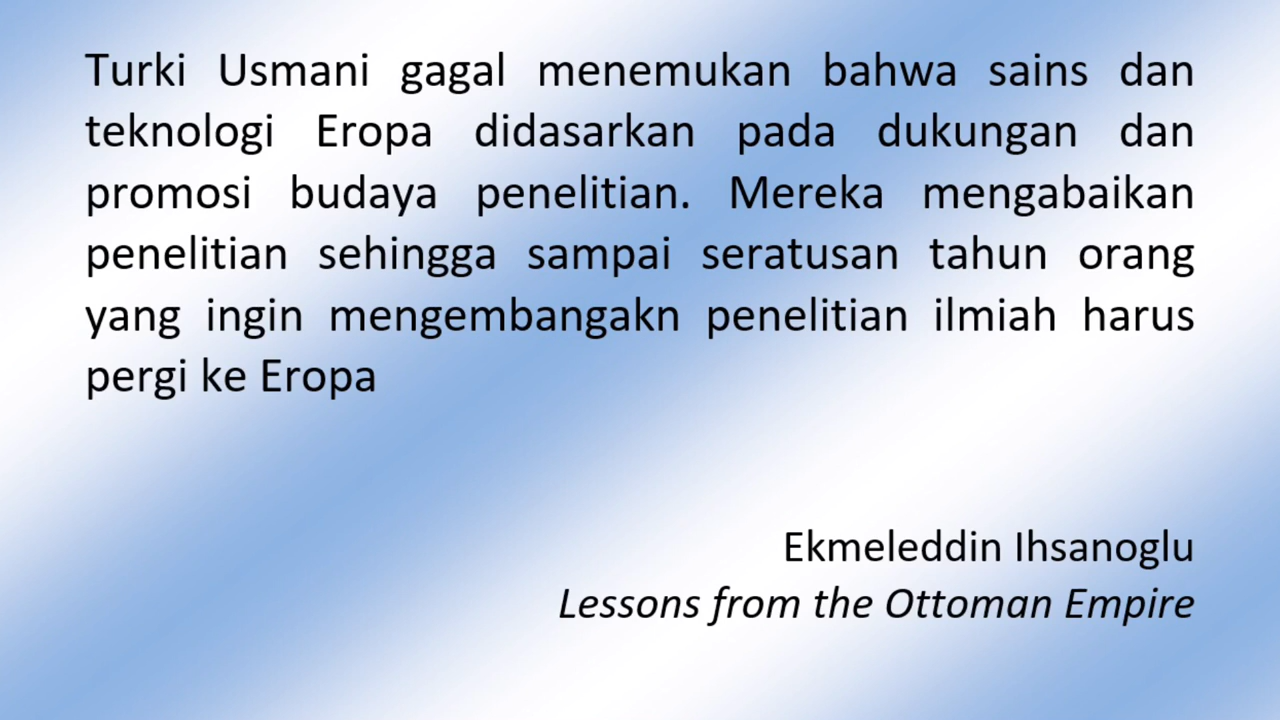 Turki Usmani gagal menemukan bahwa sains dan
teknologi Eropa didasarkan pada dukungan dan
promosi budaya penelitian. Mereka mengabaikan
penelitian sehingga sampai seratusan tahun orang
yang ingin mengembangakn penelitian ilmiah harus
pergi ke Eropa
Ekmeleddin Ihsanoglu
Lessons from the Ottoman Empire